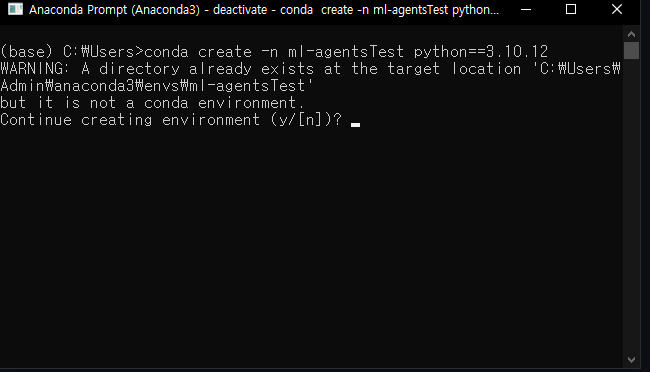 Anaconda Prompt (Anaconda3) - deactivate - conda  create -n ml-agentsTest python...
(base) C:₩Users>conda create -n ml-agentsTest python==3.10.12
WARNING: A directory already exists at the target location 'C:₩Users₩
Admin₩anaconda3₩envs₩ml-agentsTest'
but it is not a conda environment.
Continue creating environment (y/[n])?